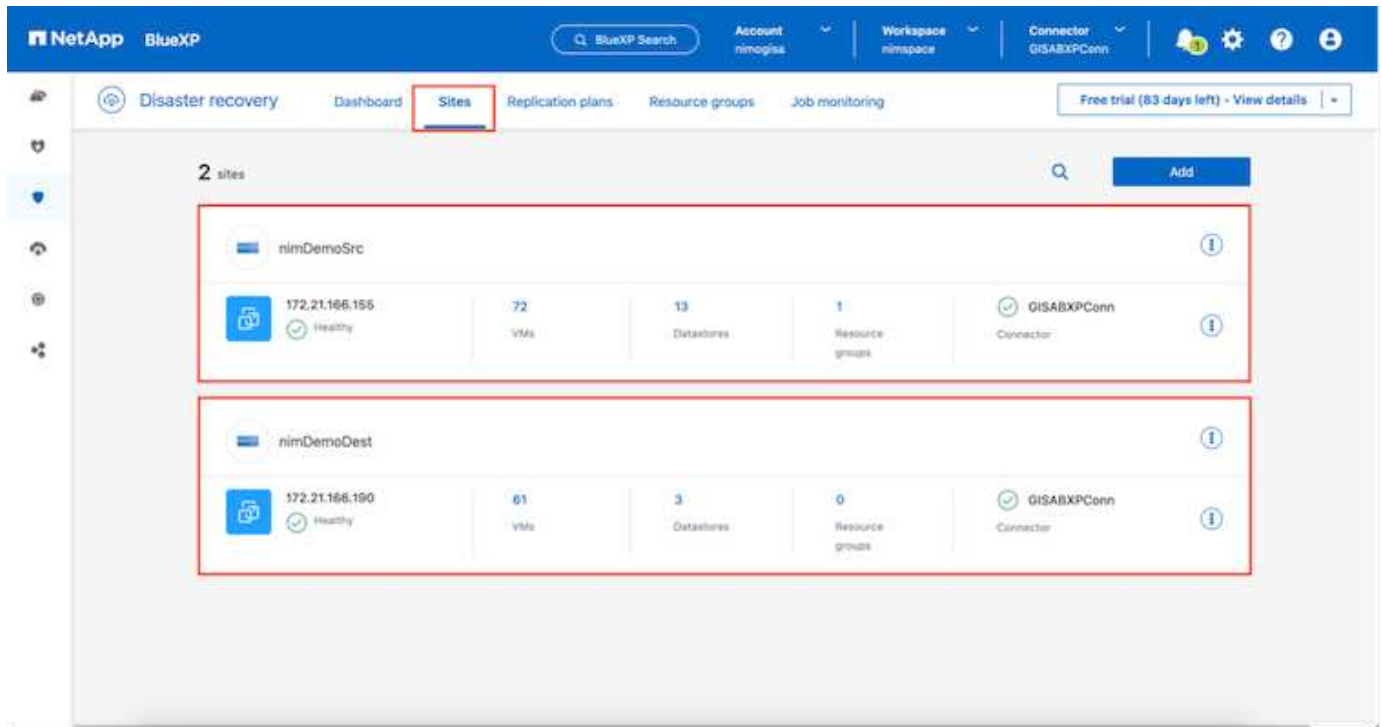 NetApp BlueXP
BlueXP Search
Account
nimogisa
Workspace
nimspace
Connector
GISABXPConn
1
Disaster recovery
Dashboard
Sites
Replication plans
Resource groups
Job monitoring
Free trial (83 days left) - View details
2 sites
Add
nimDemoSrc
172.21.166.155
Healthy
72
VMs
13
Datastores
1
Resource
groups
GISABXPConn
Connector
nimDemoDest
172.21.166.190
Healthy
61
VMs
3
Datastores
0
Resource
groups
GISABXPConn
Connector